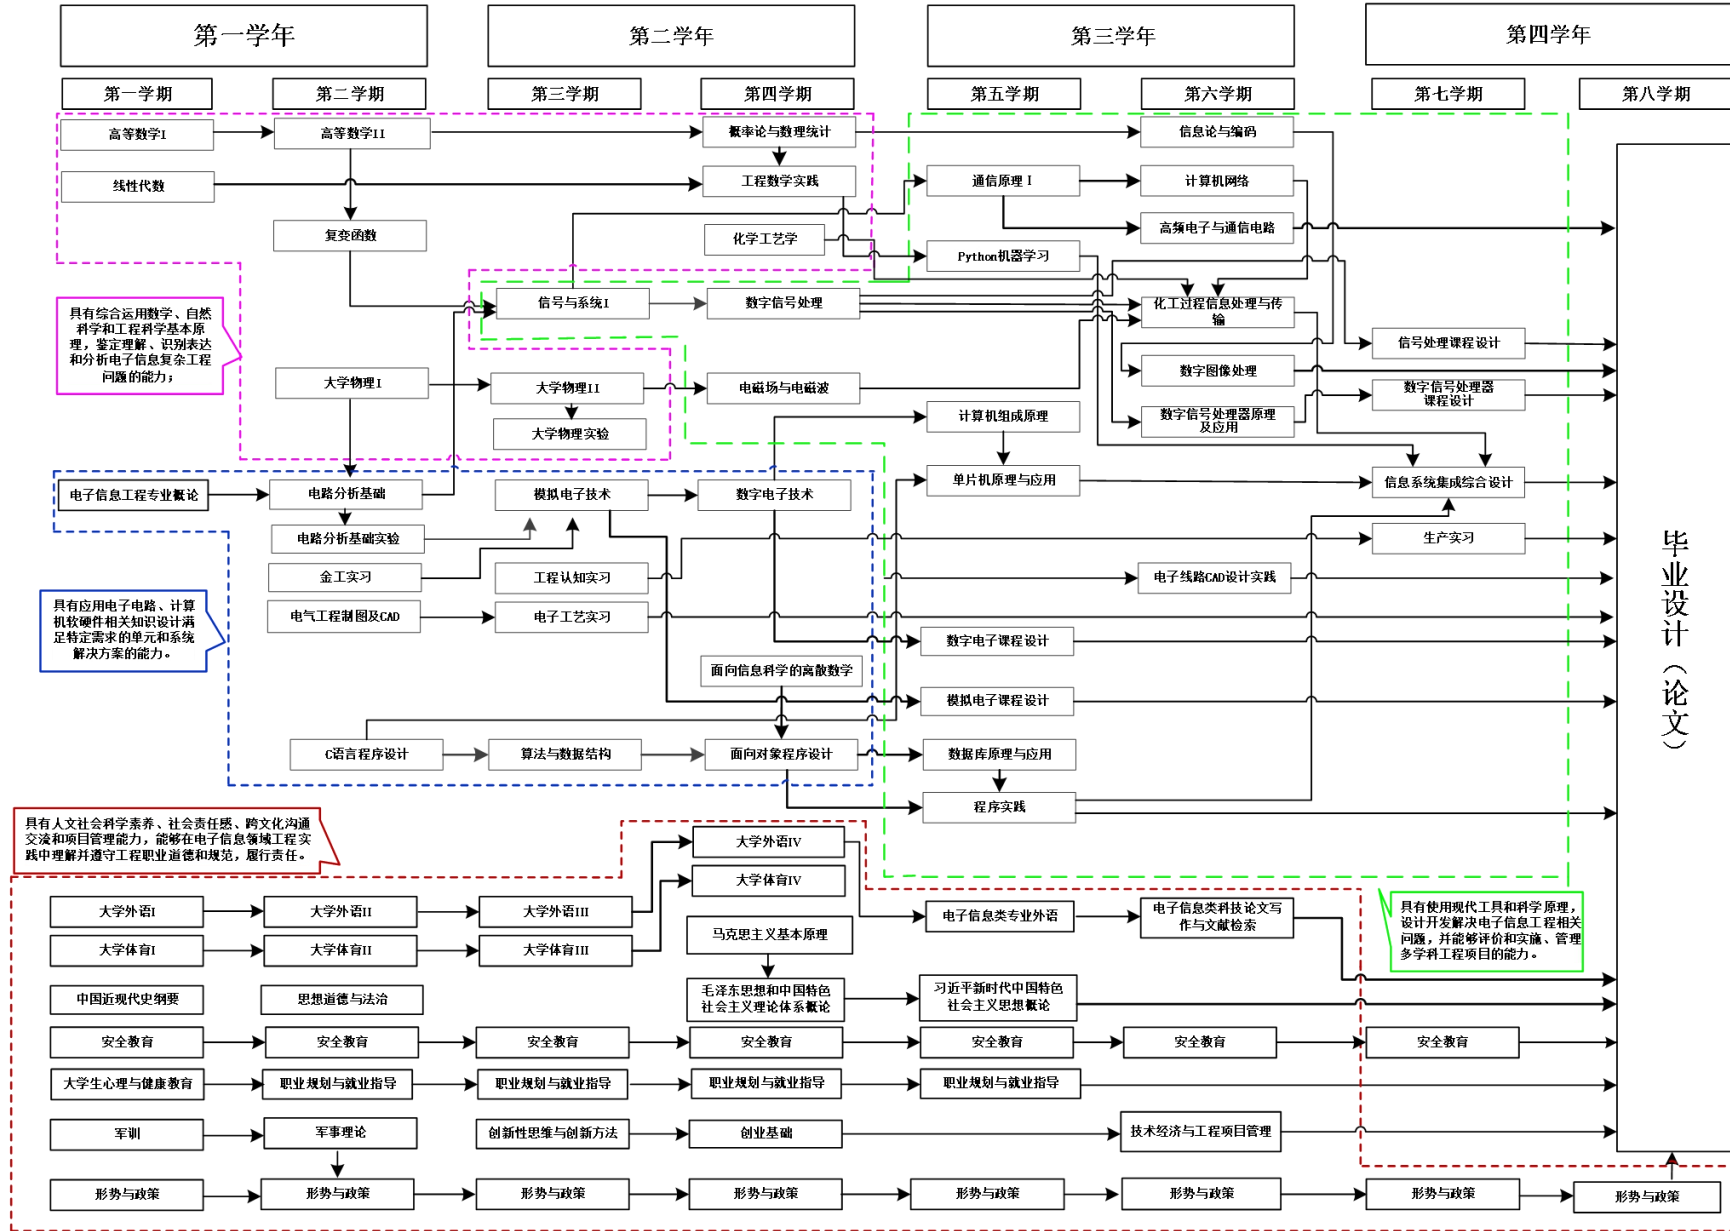 第一学年
第二学年
第三学年
第四学年
第一学期
第二学期
第三学期
第四学期
第五学期
第六学期
第七学期
第八学期
高等数学I
高等数学II
概率论与数理统计
信息论与编码
线性代数
工程数学实践
通信原理 I
计算机网络
复变函数
化学工艺学
高频电子与通信电路
Python机器学习
具有综合运用数学、自然
科学和工程科学基本原
理，鉴定理解、识别表达
和分析电子信息复杂工程
问题的能力；
信号与系统I
数字信号处理
化工过程信息处理与传
输
信号处理课程设计
大学物理I
大学物理II
电磁场与电磁波
数字图像处理
数字信号处理器
课程设计
大学物理实验
计算机组成原理
数字信号处理器原理
及应用
电子信息工程专业概论
电路分析基础
模拟电子技术
数字电子技术
单片机原理与应用
信息系统集成综合设计
电路分析基础实验
生产实习
金工实习
工程认知实习
电子线路CAD设计实践
电气工程制图及CAD
电子工艺实习
具有应用电子电路、计算
机软硬件相关知识设计满
足特定需求的单元和系统
解决方案的能力。
数字电子课程设计
面向信息科学的离散数学
模拟电子课程设计
C语言程序设计
算法与数据结构
面向对象程序设计
数据库原理与应用
程序实践
毕业设计（论文）
具有人文社会科学素养、社会责任感、跨文化沟通
交流和项目管理能力，能够在电子信息领域工程实
践中理解并遵守工程职业道德和规范，履行责任。
大学外语IV
大学体育IV
大学外语I
大学外语II
大学外语III
电子信息类专业外语
电子信息类科技论文写
作与文献检索
具有使用现代工具和科学原理，
设计开发解决电子信息工程相关
问题，并能够评价和实施、管理
多学科工程项目的能力。
大学体育I
大学体育II
大学体育III
马克思主义基本原理
中国近现代史纲要
思想道德与法治
毛泽东思想和中国特色
社会主义理论体系概论
习近平新时代中国特色
社会主义思想概论
安全教育
安全教育
安全教育
安全教育
安全教育
安全教育
安全教育
大学生心理与健康教育
职业规划与就业指导
职业规划与就业指导
职业规划与就业指导
职业规划与就业指导
军训
军事理论
创新性思维与创新方法
创业基础
技术经济与工程项目管理
形势与政策
形势与政策
形势与政策
形势与政策
形势与政策
形势与政策
形势与政策
形势与政策